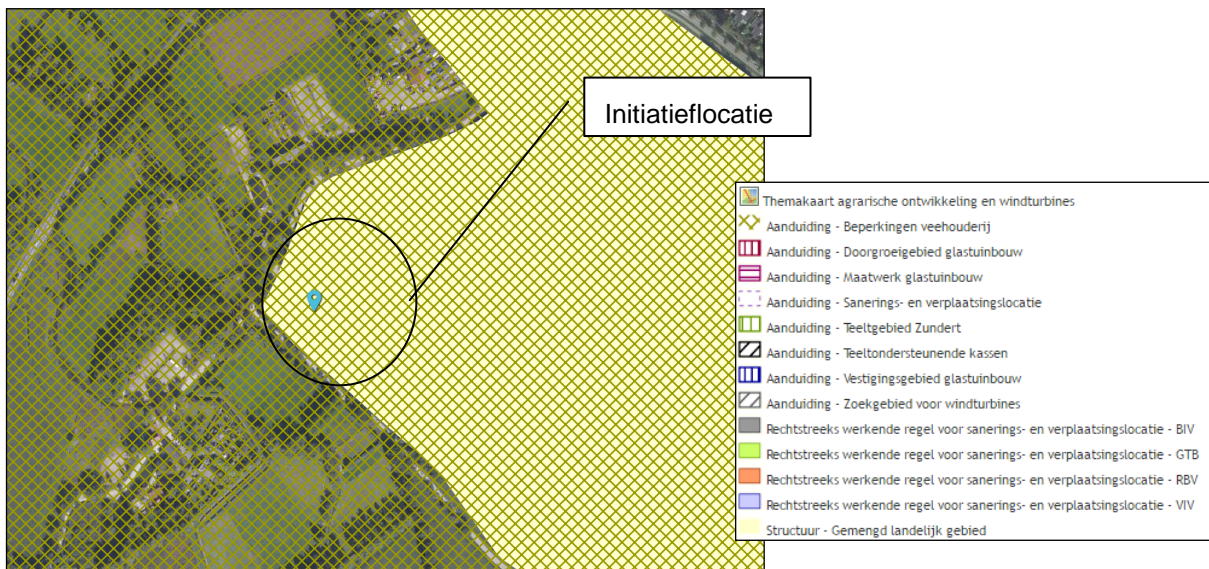 Initiatieflocatie
Themakaart agrarische ontwikkeling en windturbines
Aanduiding - Beperkingen veehouderij
Aanduiding - Doorgroeigebied glastuinbouw
Aanduiding - Maatwerk glastuinbouw
Aanduiding - Sanerings- en verplaatsingslocatie
Aanduiding - Teeltgebied Zundert
Aanduiding - Teeltondersteunende kassen
Aanduiding - Vestigingsgebied glastuinbouw
Aanduiding - Zoekgebied voor windturbines
Rechtstreeks werkende regel voor sanerings- en verplaatsingslocatie - BIV
Rechtstreeks werkende regel voor sanerings- en verplaatsingslocatie - GTB
Rechtstreeks werkende regel voor sanerings- en verplaatsingslocatie - RBV
Rechtstreeks werkende regel voor sanerings- en verplaatsingslocatie - VIV
Structuur - Gemengd landelijk gebied